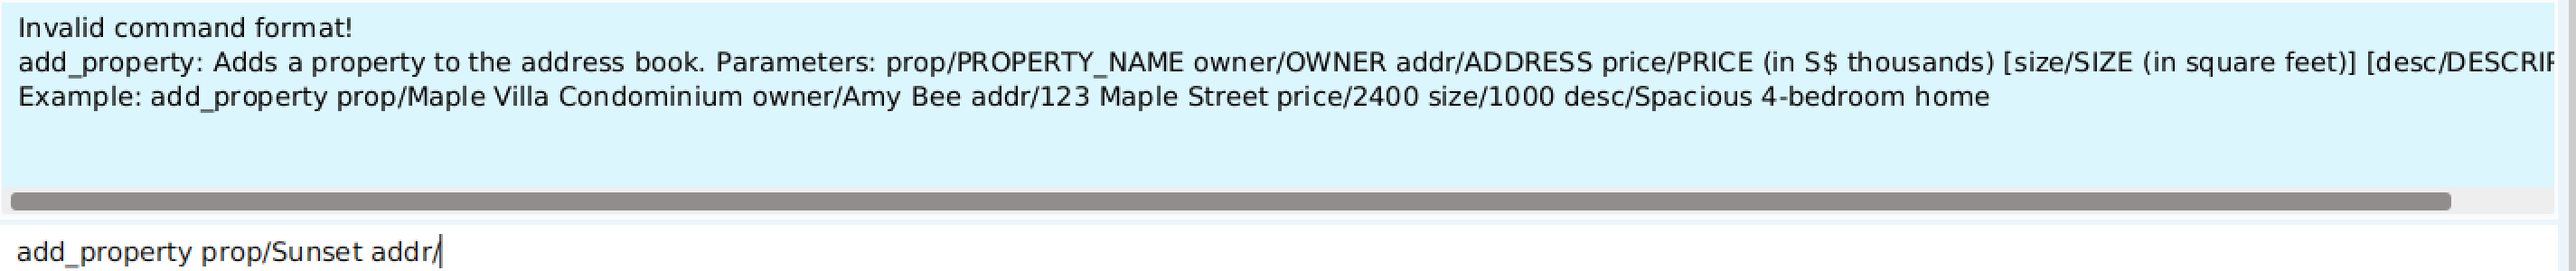 Invalid command format!
add_property: Adds a property to the address book. Parameters: prop/PROPERTY_NAME owner/OWNER addr/ADDRESS price/PRICE (in S$ thousands) [size/SIZE (in square feet)] [desc/DESCRIP
Example: add_property prop/Maple Villa Condominium owner/Amy Bee addr/123 Maple Street price/2400 size/1000 desc/Spacious 4-bedroom home
add_property prop/Sunset addr/